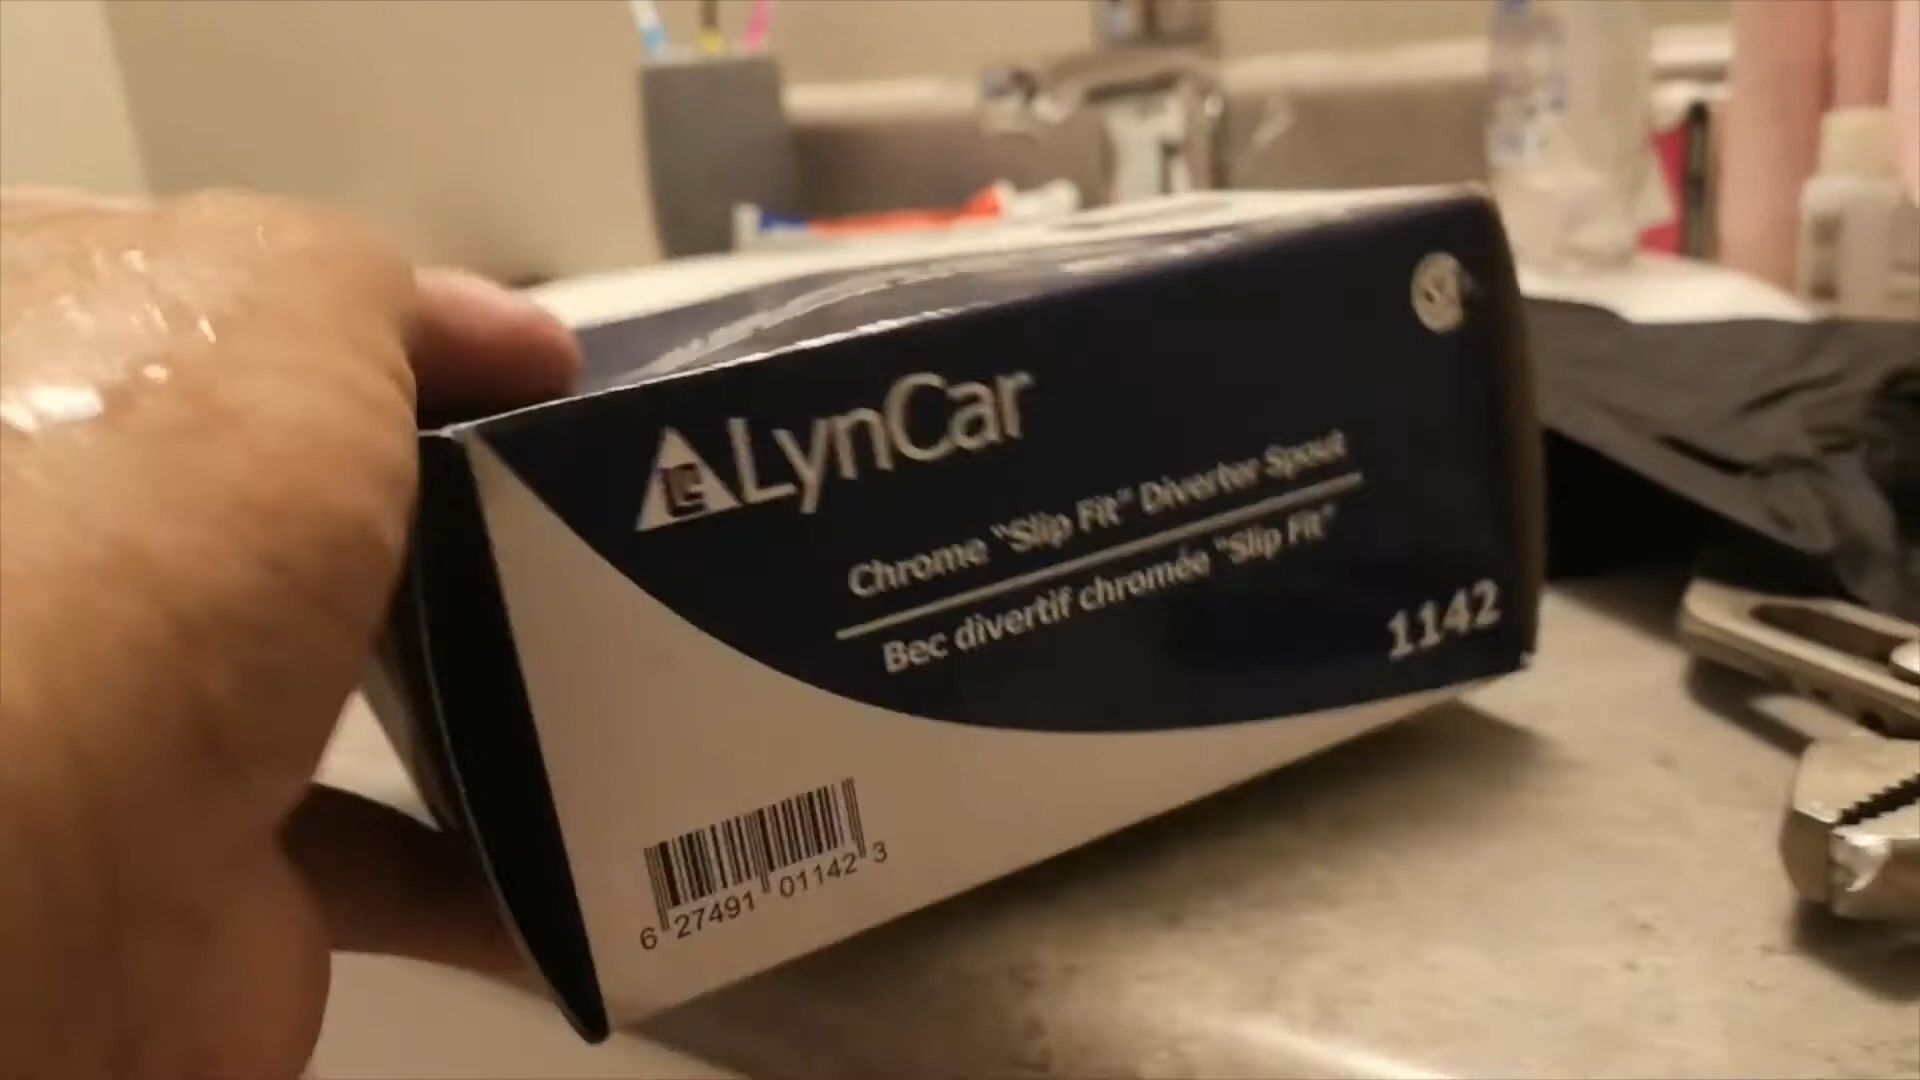 LynCar
Chrome "Slip Fit" Diverter Spout
Bec divertif chromée "Slip Fit"
1142
6 27491 01142 3